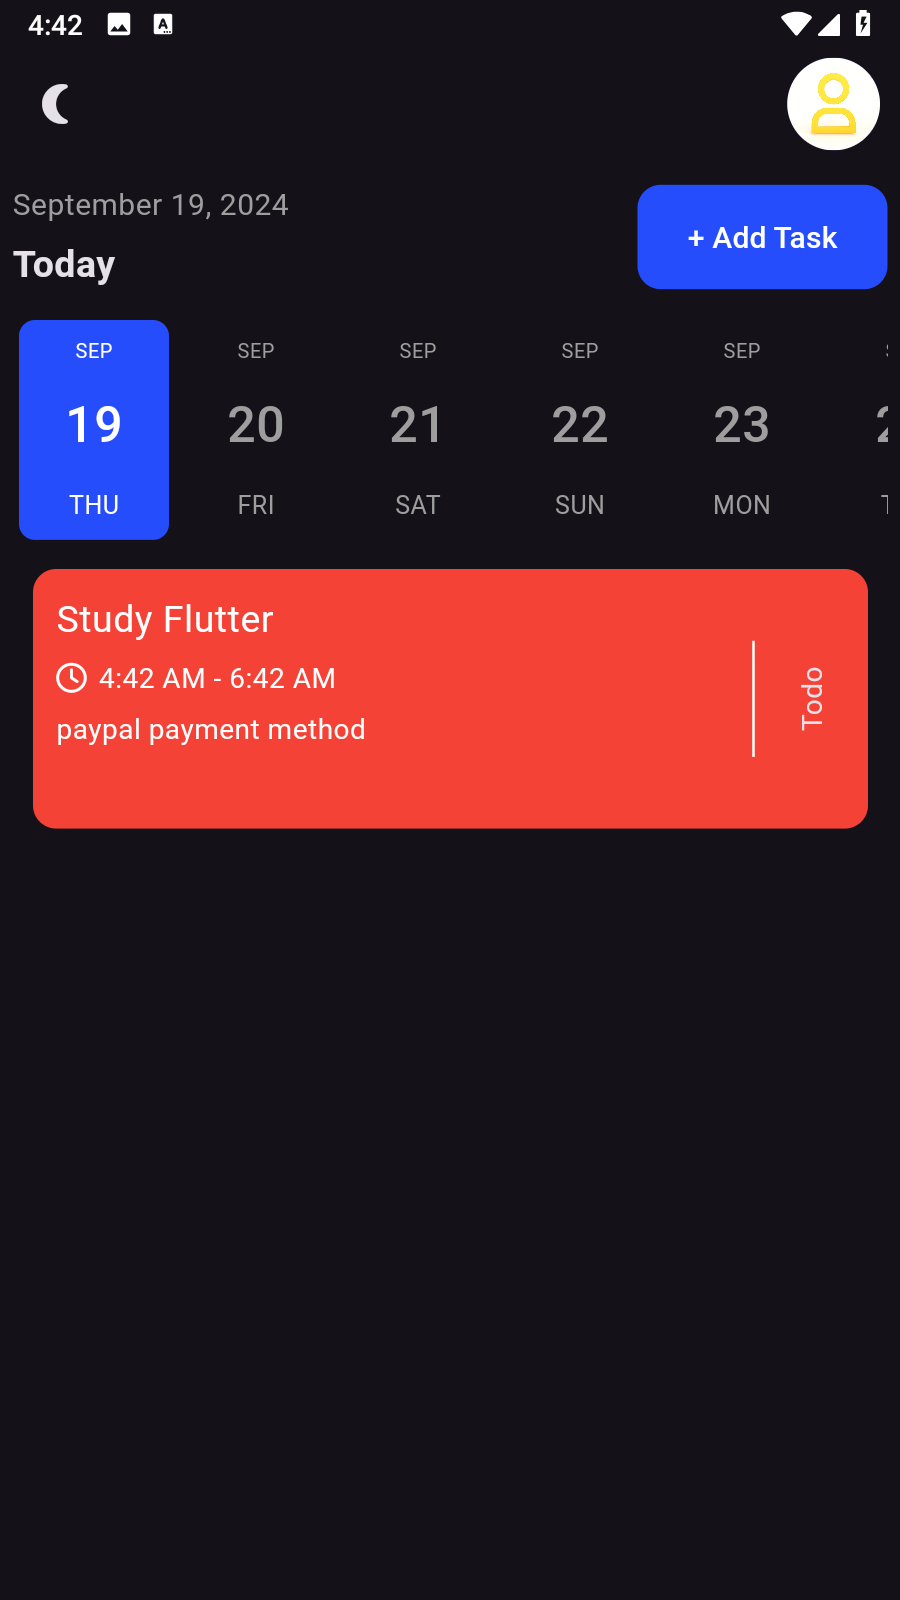 4:42
September 19, 2024
Today
+ Add Task
SEP SEP SEP SEP SEP
19 20 21 22 23
THU FRI SAT SUN MON
Study Flutter
4:42 AM - 6:42 AM
paypal payment method
Todo